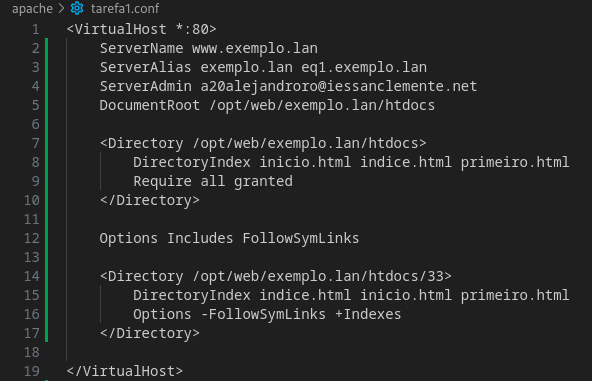 apache > tarefa1.conf
1 <VirtualHost *:80>
2 ServerName www.exemplo.lan
3 ServerAlias exemplo.lan eq1.exemplo.lan
4 ServerAdmin a20alejandroro@iessanclemente.net
5 DocumentRoot /opt/web/exemplo.lan/htdocs
6
7 <Directory /opt/web/exemplo.lan/htdocs>
8 DirectoryIndex inicio.html indice.html primeiro.html
9 Require all granted
10 </Directory>
11
12 Options Includes FollowSymLinks
13
14 <Directory /opt/web/exemplo.lan/htdocs/33>
15 DirectoryIndex indice.html inicio.html primeiro.html
16 Options -FollowSymLinks +Indexes
17 </Directory>
18
19 </VirtualHost>